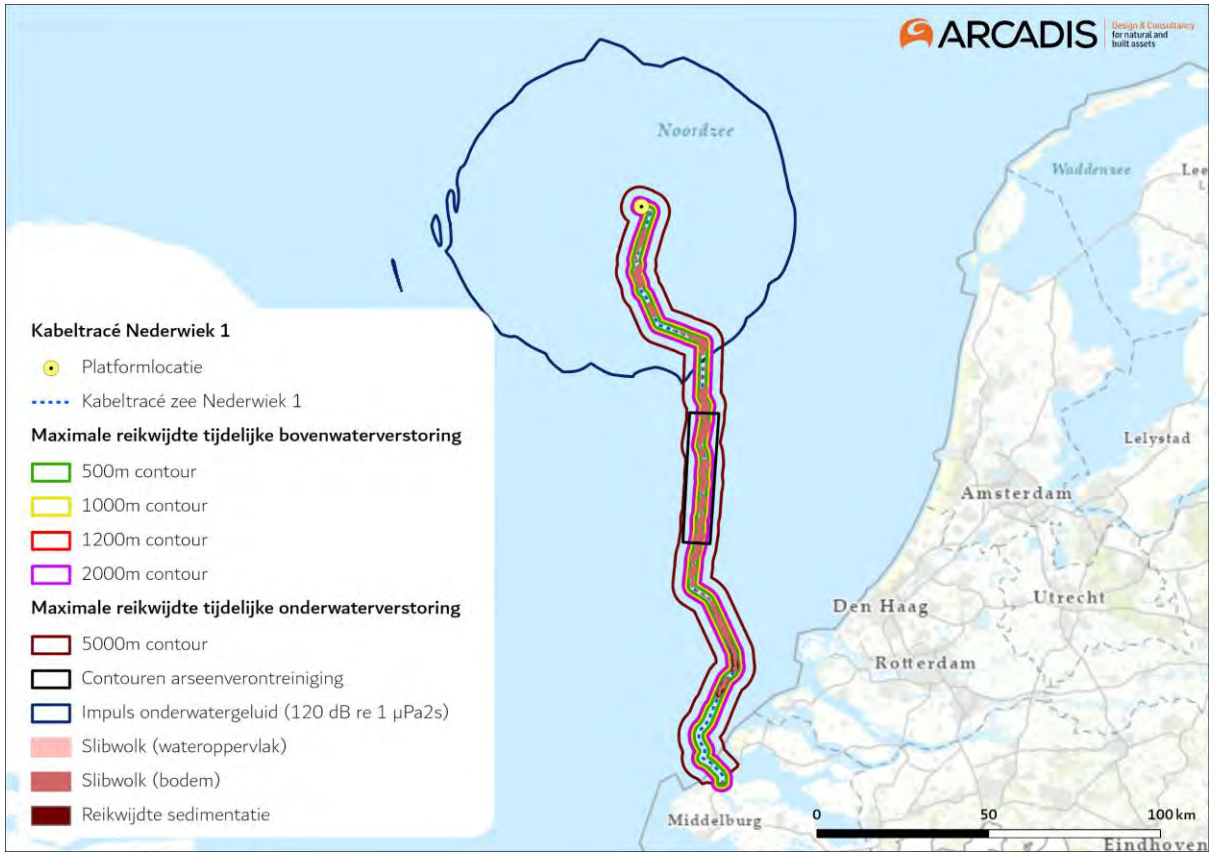 ARCADIS
Design & Consultancy
for natural and
built assets
Noordzee
Waddenzee
Lee
L
Kabeltracé Nederwiek 1
Platformlocatie
Kabeltracé zee Nederwiek 1
Maximale reikwijdte tijdelijke bovenwaterverstoring
500m contour
1000m contour
1200m contour
2000m contour
Maximale reikwijdte tijdelijke onderwaterverstoring
5000m contour
Contouren arseenverontreiniging
Impuls onderwatergeluid (120 dB re 1 µPa2s)
Slibwolk (wateroppervlak)
Slibwolk (bodem)
Reikwijdte sedimentatie
Lelystad
Amsterdam
Den Haag
Utrecht
Rotterdam
Middelburg
0 50 100 km
Eindhoven